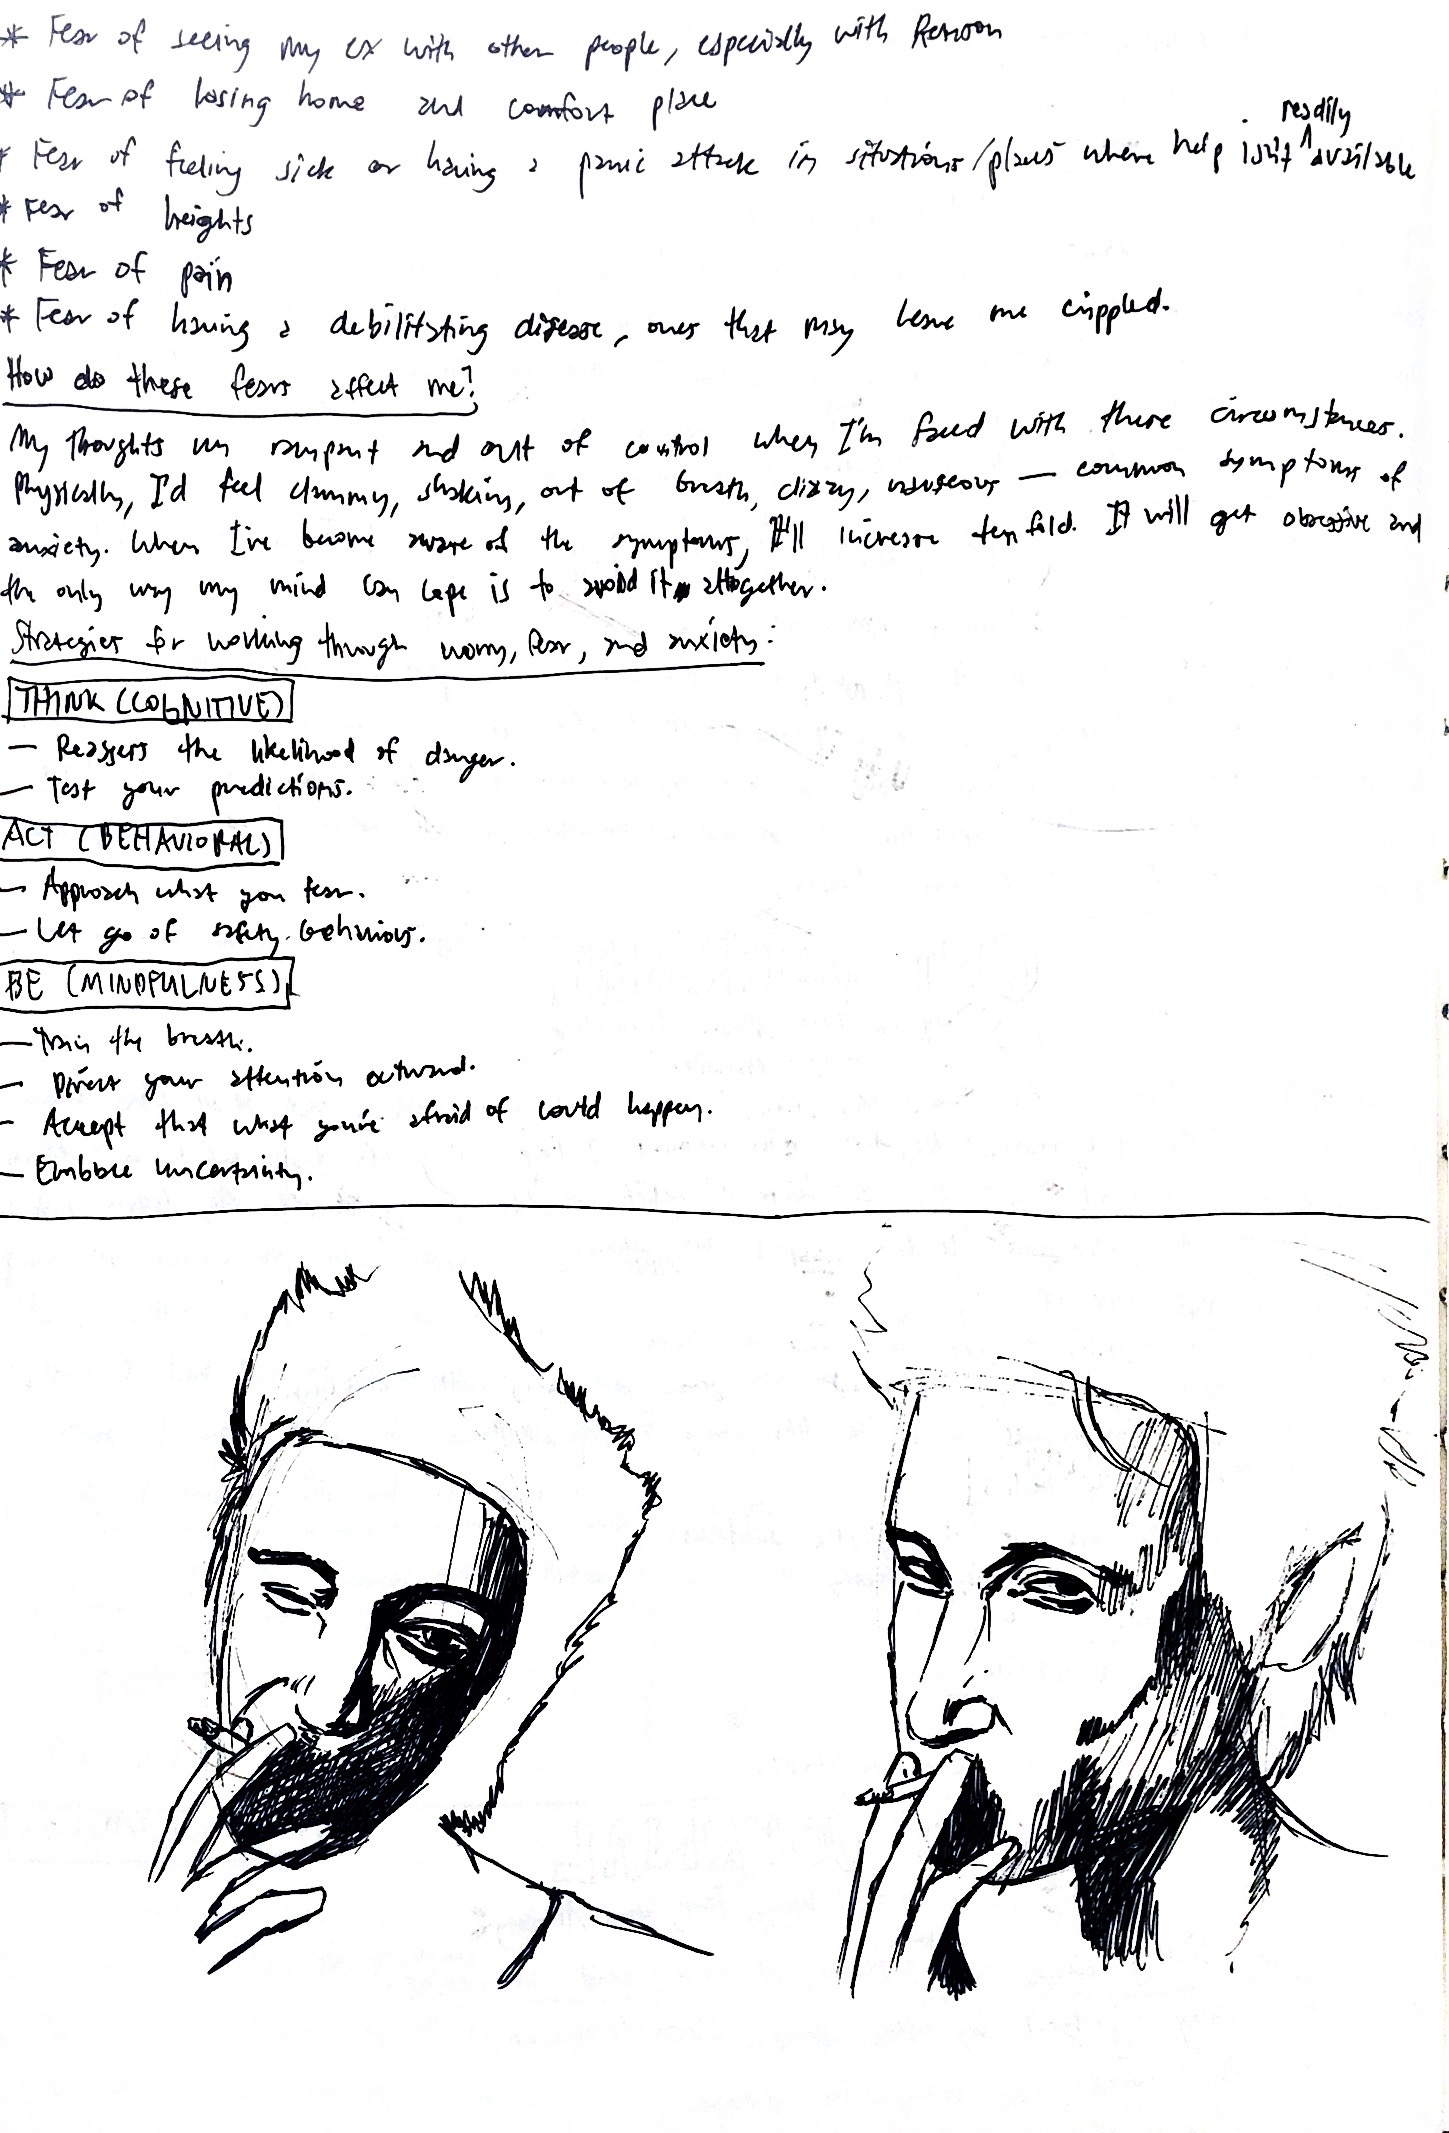 * Fear of seeing my ex with other people, especially with
* Fear of losing home and comfort place
readily
* Fear of feeling sick or having a panic attack in situations/places where help isn't ^ available
* Fear of heights
* Fear of pain
* Fear of having a debilitating disease, ones that may leave me crippled.
How do these fears affect me?
My thoughts run rampant and out of control when I'm faced with these circumstances.
Physically, I'd feel clammy, shaking, out of breath, dizzy, nauseous — common symptoms of
anxiety. When I've become aware of the symptoms, It'll increase tenfold. It will get obsessive and
the only way my mind can cope is to avoid it altogether.
Strategies for working through worry, fear, and anxiety:
THINK (COGNITIVE)
— Reassess the likelihood of danger.
— Test your predictions.
ACT (BEHAVIORAL)
— Approach what you fear.
— Let go of safety behaviors.
BE (MINDFULNESS)
— Train the breath.
— Direct your attention outward.
- Accept that what you're afraid of could happen.
— Embrace uncertainty.